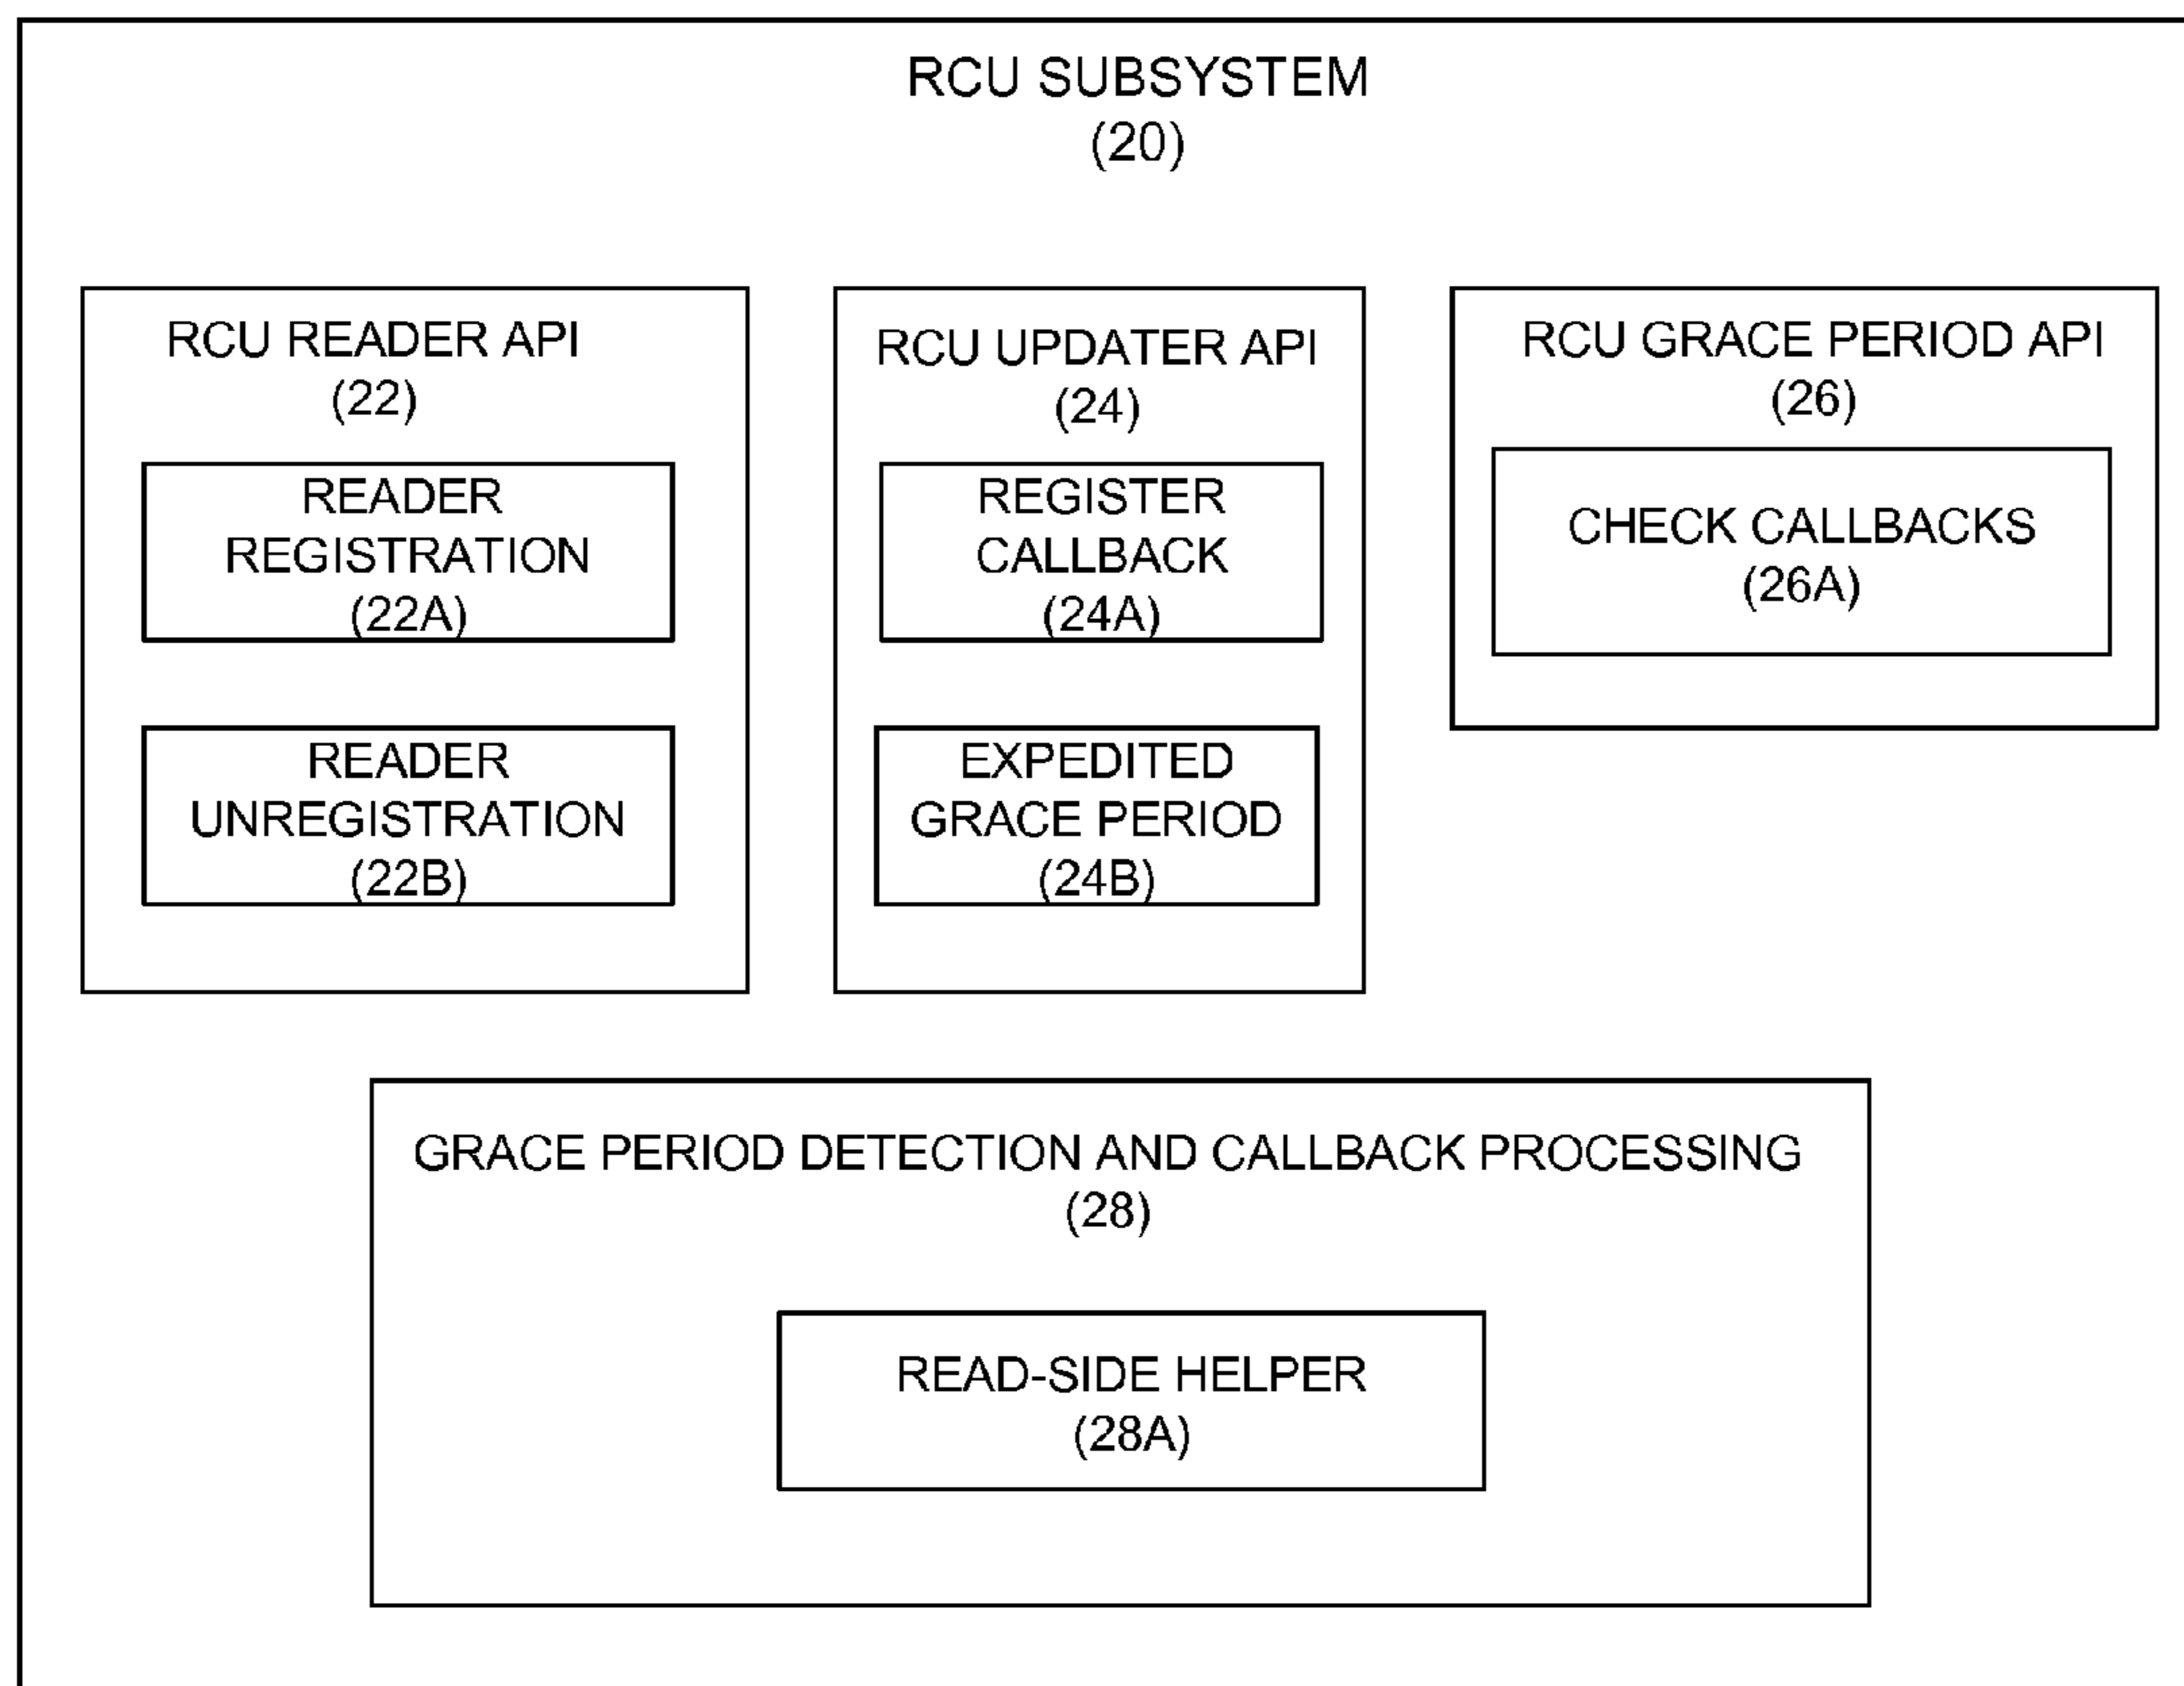 RCU SUBSYSTEM
(20)
RCU READER API
(22)
READER
REGISTRATION
(22A)
READER
UNREGISTRATION
(22B)
RCU UPDATER API
(24)
REGISTER
CALLBACK
(24A)
EXPEDITED
GRACE PERIOD
(24B)
RCU GRACE PERIOD API
(26)
CHECK CALLBACKS
(26A)
GRACE PERIOD DETECTION AND CALLBACK PROCESSING
(28)
READ-SIDE HELPER
(28A)